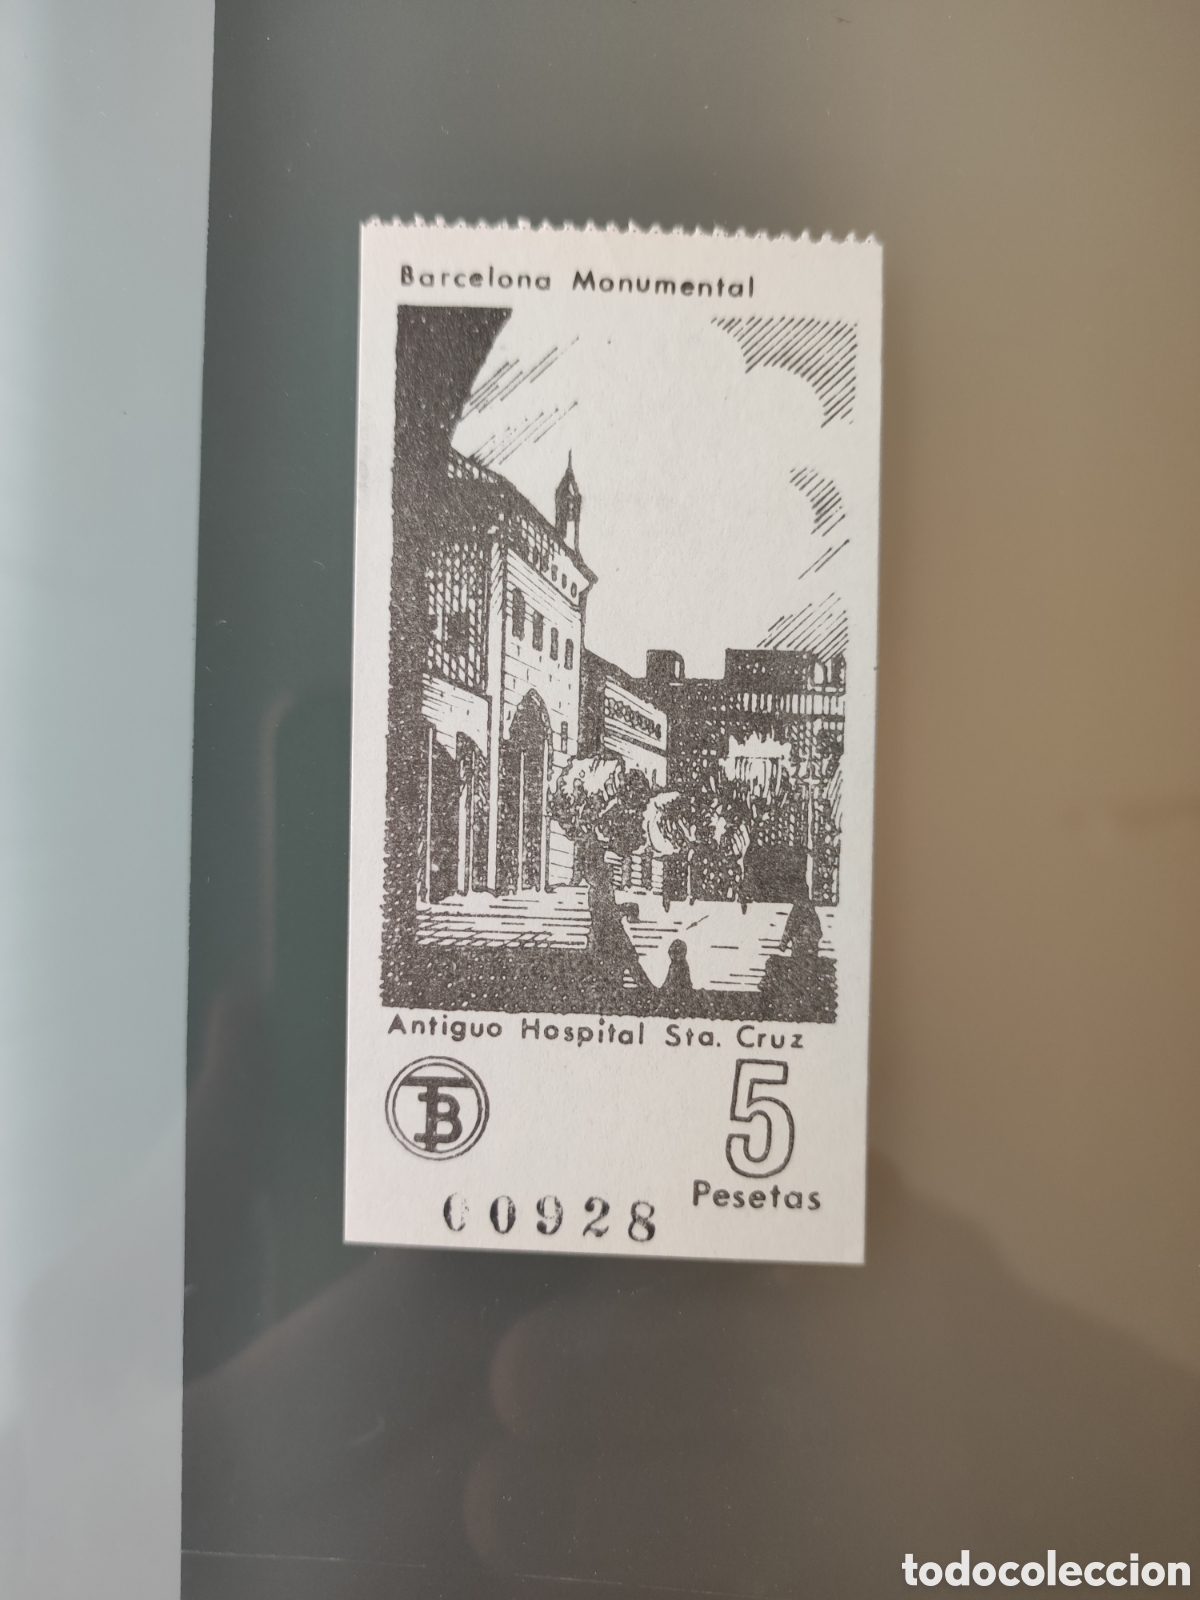 Barcelona Monumental
Antiguo Hospital Sta. Cruz
TB
5
Pesetas
00928
todocoleccion